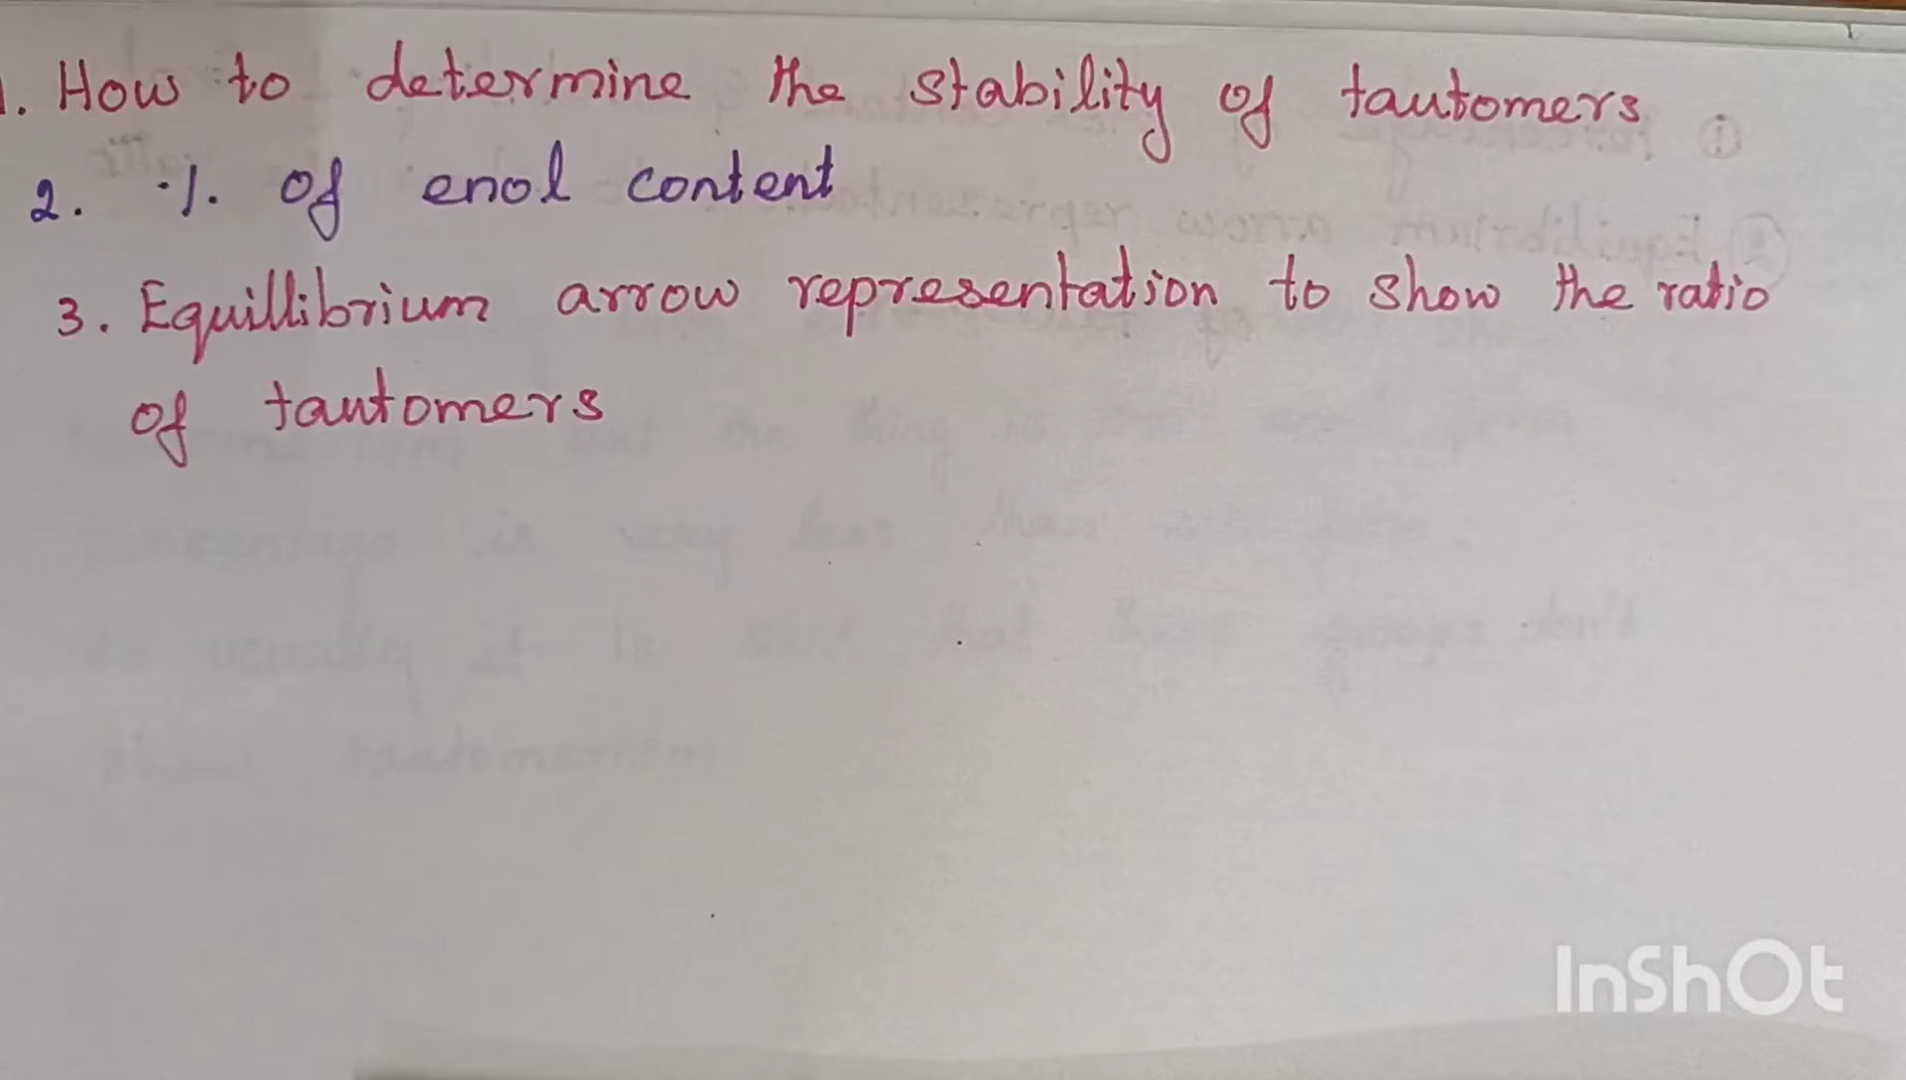 1. How to determine the stability of tautomers
2. % of enol content
3. Equillibrium arrow representation to show the ratio
of tautomers
InShOt